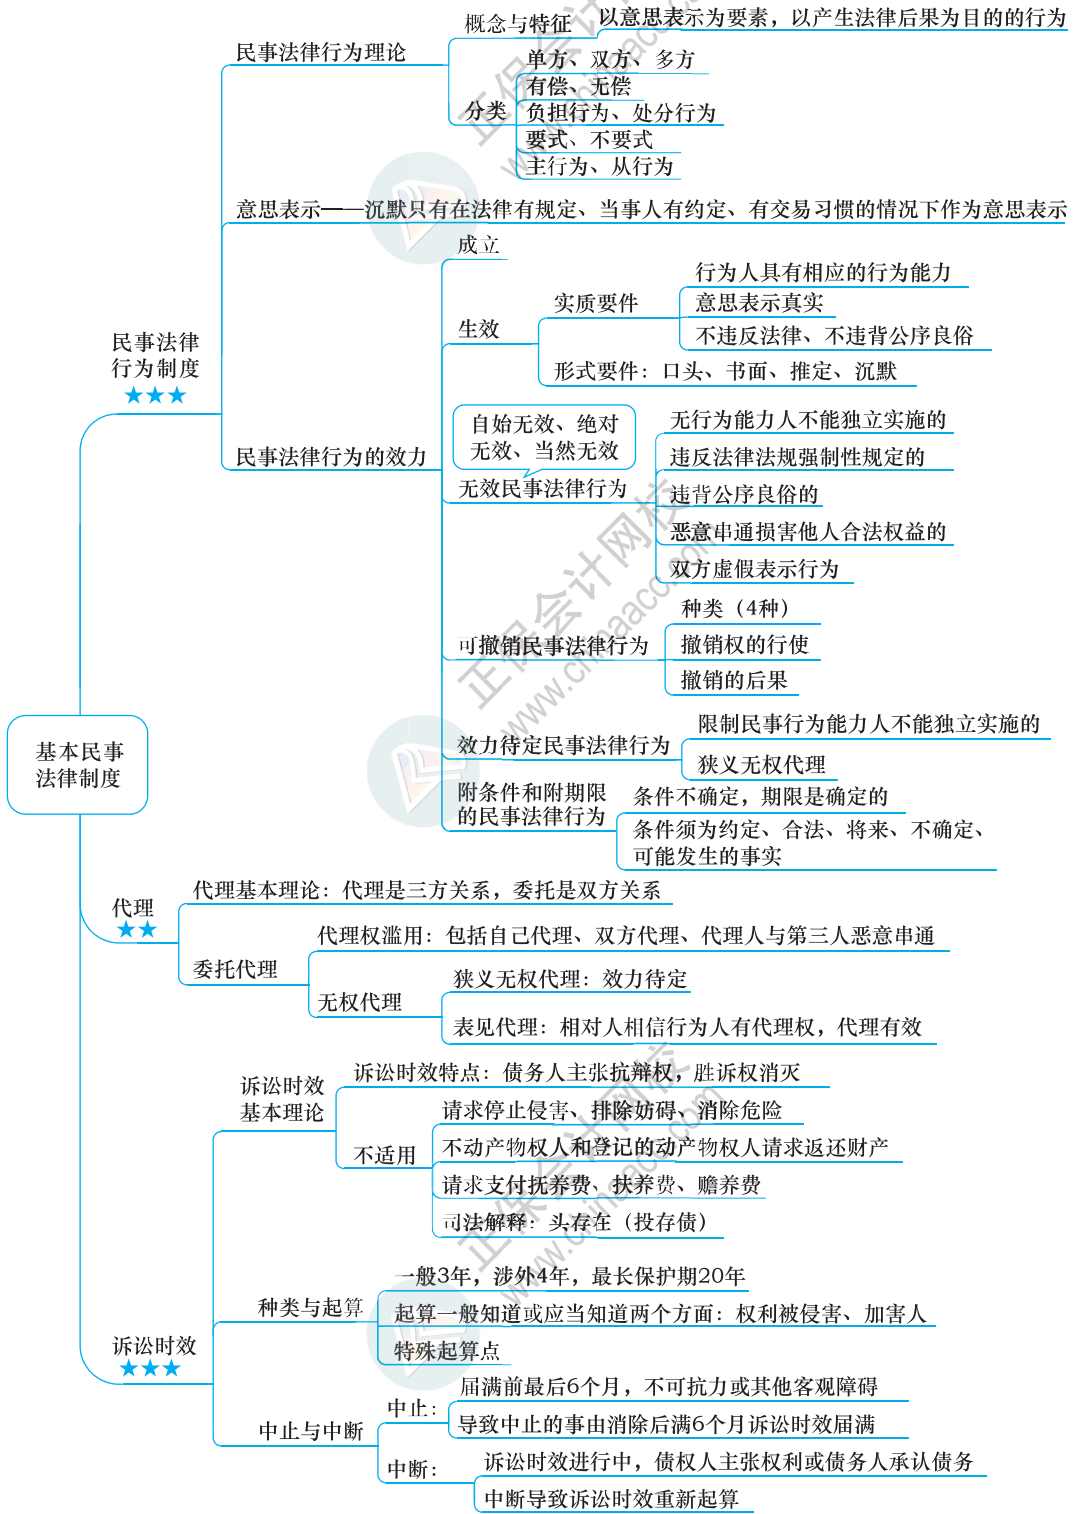 概念与特征
以意思表示为要素，以产生法律后果为目的的行为
民事法律行为理论
单方、双方、多方
有偿、无偿
分类
负担行为、处分行为
要式、不要式
主行为、从行为
意思表示——沉默只有在法律有规定、当事人有约定、有交易习惯的情况下作为意思表示
成立
行为人具有相应的行为能力
实质要件
意思表示真实
生效
不违反法律、不违背公序良俗
形式要件：口头、书面、推定、沉默
民事法律
行为制度
★★★
自始无效、绝对
无效、当然无效
无行为能力人不能独立实施的
民事法律行为的效力
违反法律法规强制性规定的
无效民事法律行为
违背公序良俗的
恶意串通损害他人合法权益的
双方虚假表示行为
种类（4种）
可撤销民事法律行为
撤销权的行使
撤销的后果
限制民事行为能力人不能独立实施的
效力待定民事法律行为
狭义无权代理
基本民事
法律制度
附条件和附期限
的民事法律行为
条件不确定，期限是确定的
条件须为约定、合法、将来、不确定、
可能发生的事实
代理基本理论：代理是三方关系，委托是双方关系
代理
★★
代理权滥用：包括自己代理、双方代理、代理人与第三人恶意串通
委托代理
狭义无权代理：效力待定
无权代理
表见代理：相对人相信行为人有代理权，代理有效
诉讼时效
基本理论
诉讼时效特点：债务人主张抗辩权，胜诉权消灭
请求停止侵害、排除妨碍、消除危险
不适用
不动产物权人和登记的动产物权人请求返还财产
请求支付抚养费、扶养费、赡养费
司法解释：头存在（投存债）
一般3年，涉外4年，最长保护期20年
种类与起算
起算一般知道或应当知道两个方面：权利被侵害、加害人
特殊起算点
诉讼时效
★★★
届满前最后6个月，不可抗力或其他客观障碍
中止：
导致中止的事由消除后满6个月诉讼时效届满
中止与中断
诉讼时效进行中，债权人主张权利或债务人承认债务
中断：
中断导致诉讼时效重新起算
正保会计网校
www.chinaacc.com
正保会计网校
www.chinaacc.com
正保会计网校
www.chinaacc.com